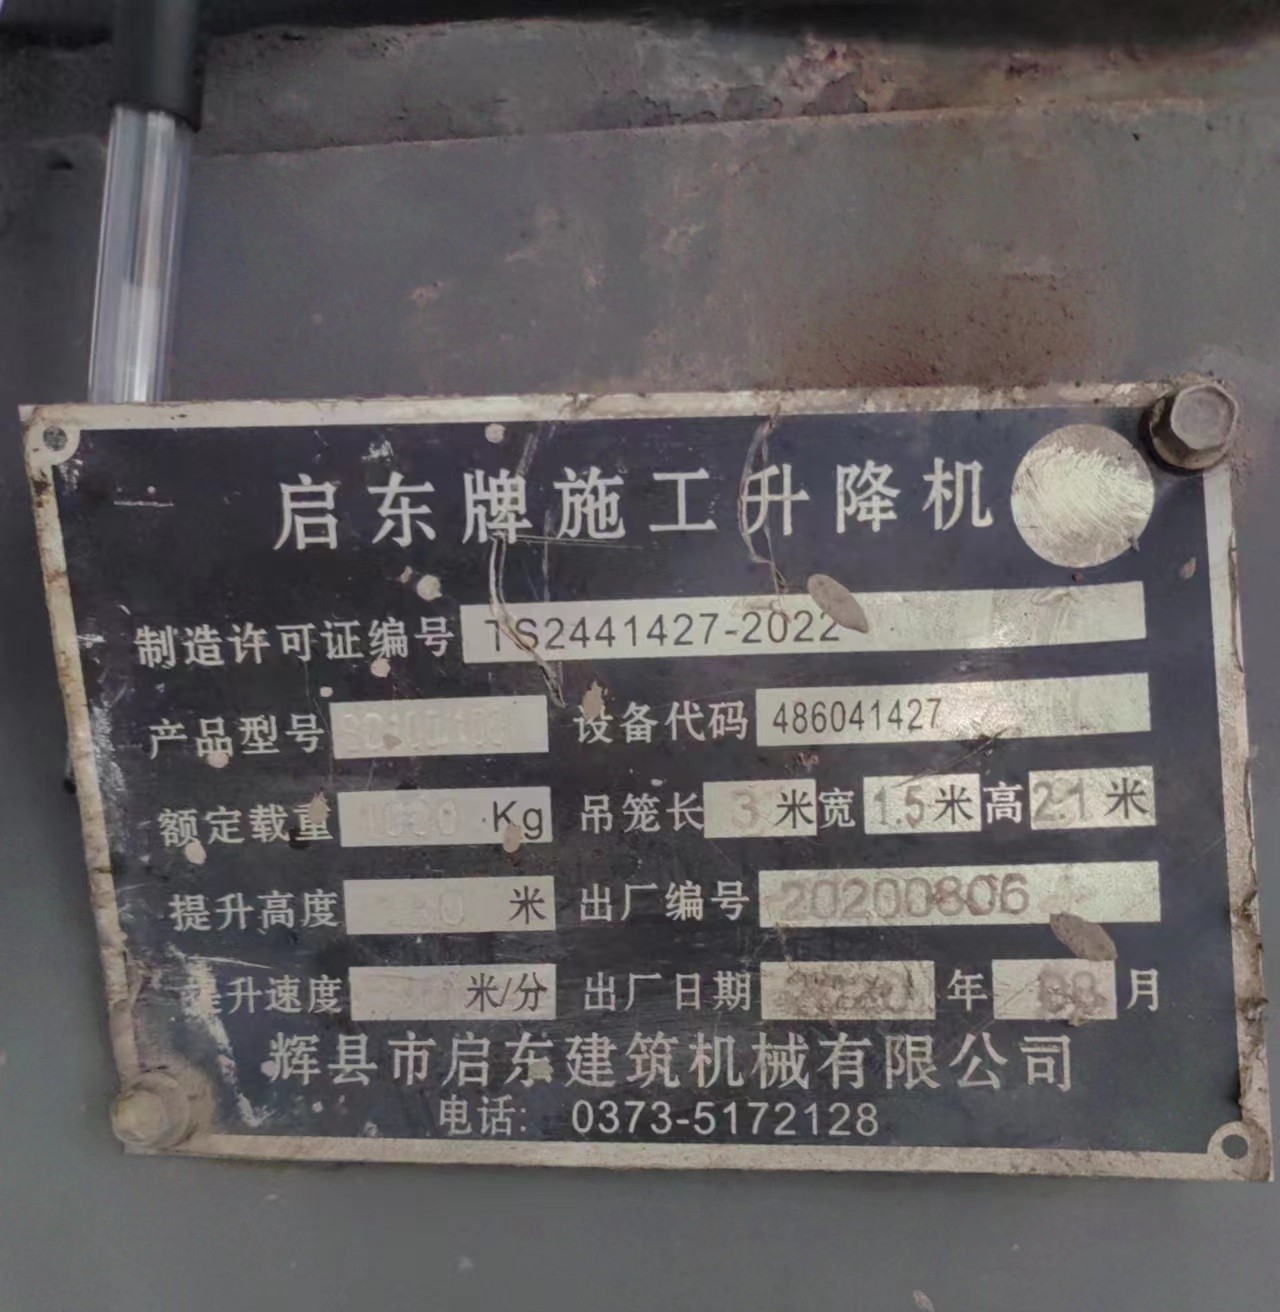 启东牌施工升降机
制造许可证编号 TS2441427-2022
产品型号 设备代码 486041427
额定载重 Kg 吊笼长 3 米 宽 1.5 米 高 2.1 米
提升高度 米 出厂编号 20200806
提升速度 米/分 出厂日期 年 月
辉县市启东建筑机械有限公司
电话: 0373-5172128